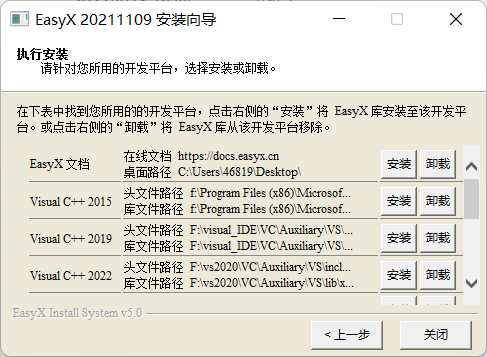 EasyX 20211109 安装向导
执行安装
请针对您所用的开发平台，选择安装或卸载。
在下表中找到您所用的的开发平台，点击右侧的“安装”将 EasyX 库安装至该开发平
台。或点击右侧的“卸载”将 EasyX 库从该开发平台移除。
EasyX 文档
在线文档 https://docs.easyx.cn
桌面路径 C:\Users\46819\Desktop\
安装 卸载
Visual C++ 2015
头文件路径 f:\Program Files (x86)\Microsof...
库文件路径 f:\Program Files (x86)\Microsof...
安装 卸载
Visual C++ 2019
头文件路径 F:\visual_IDE\VC\Auxiliary\VS\...
库文件路径 F:\visual_IDE\VC\Auxiliary\VS\...
安装 卸载
Visual C++ 2022
头文件路径 F:\vs2020\VC\Auxiliary\VS\incl...
库文件路径 F:\vs2020\VC\Auxiliary\VS\lib\x...
安装 卸载
EasyX Install System v5.0
< 上一步 关闭